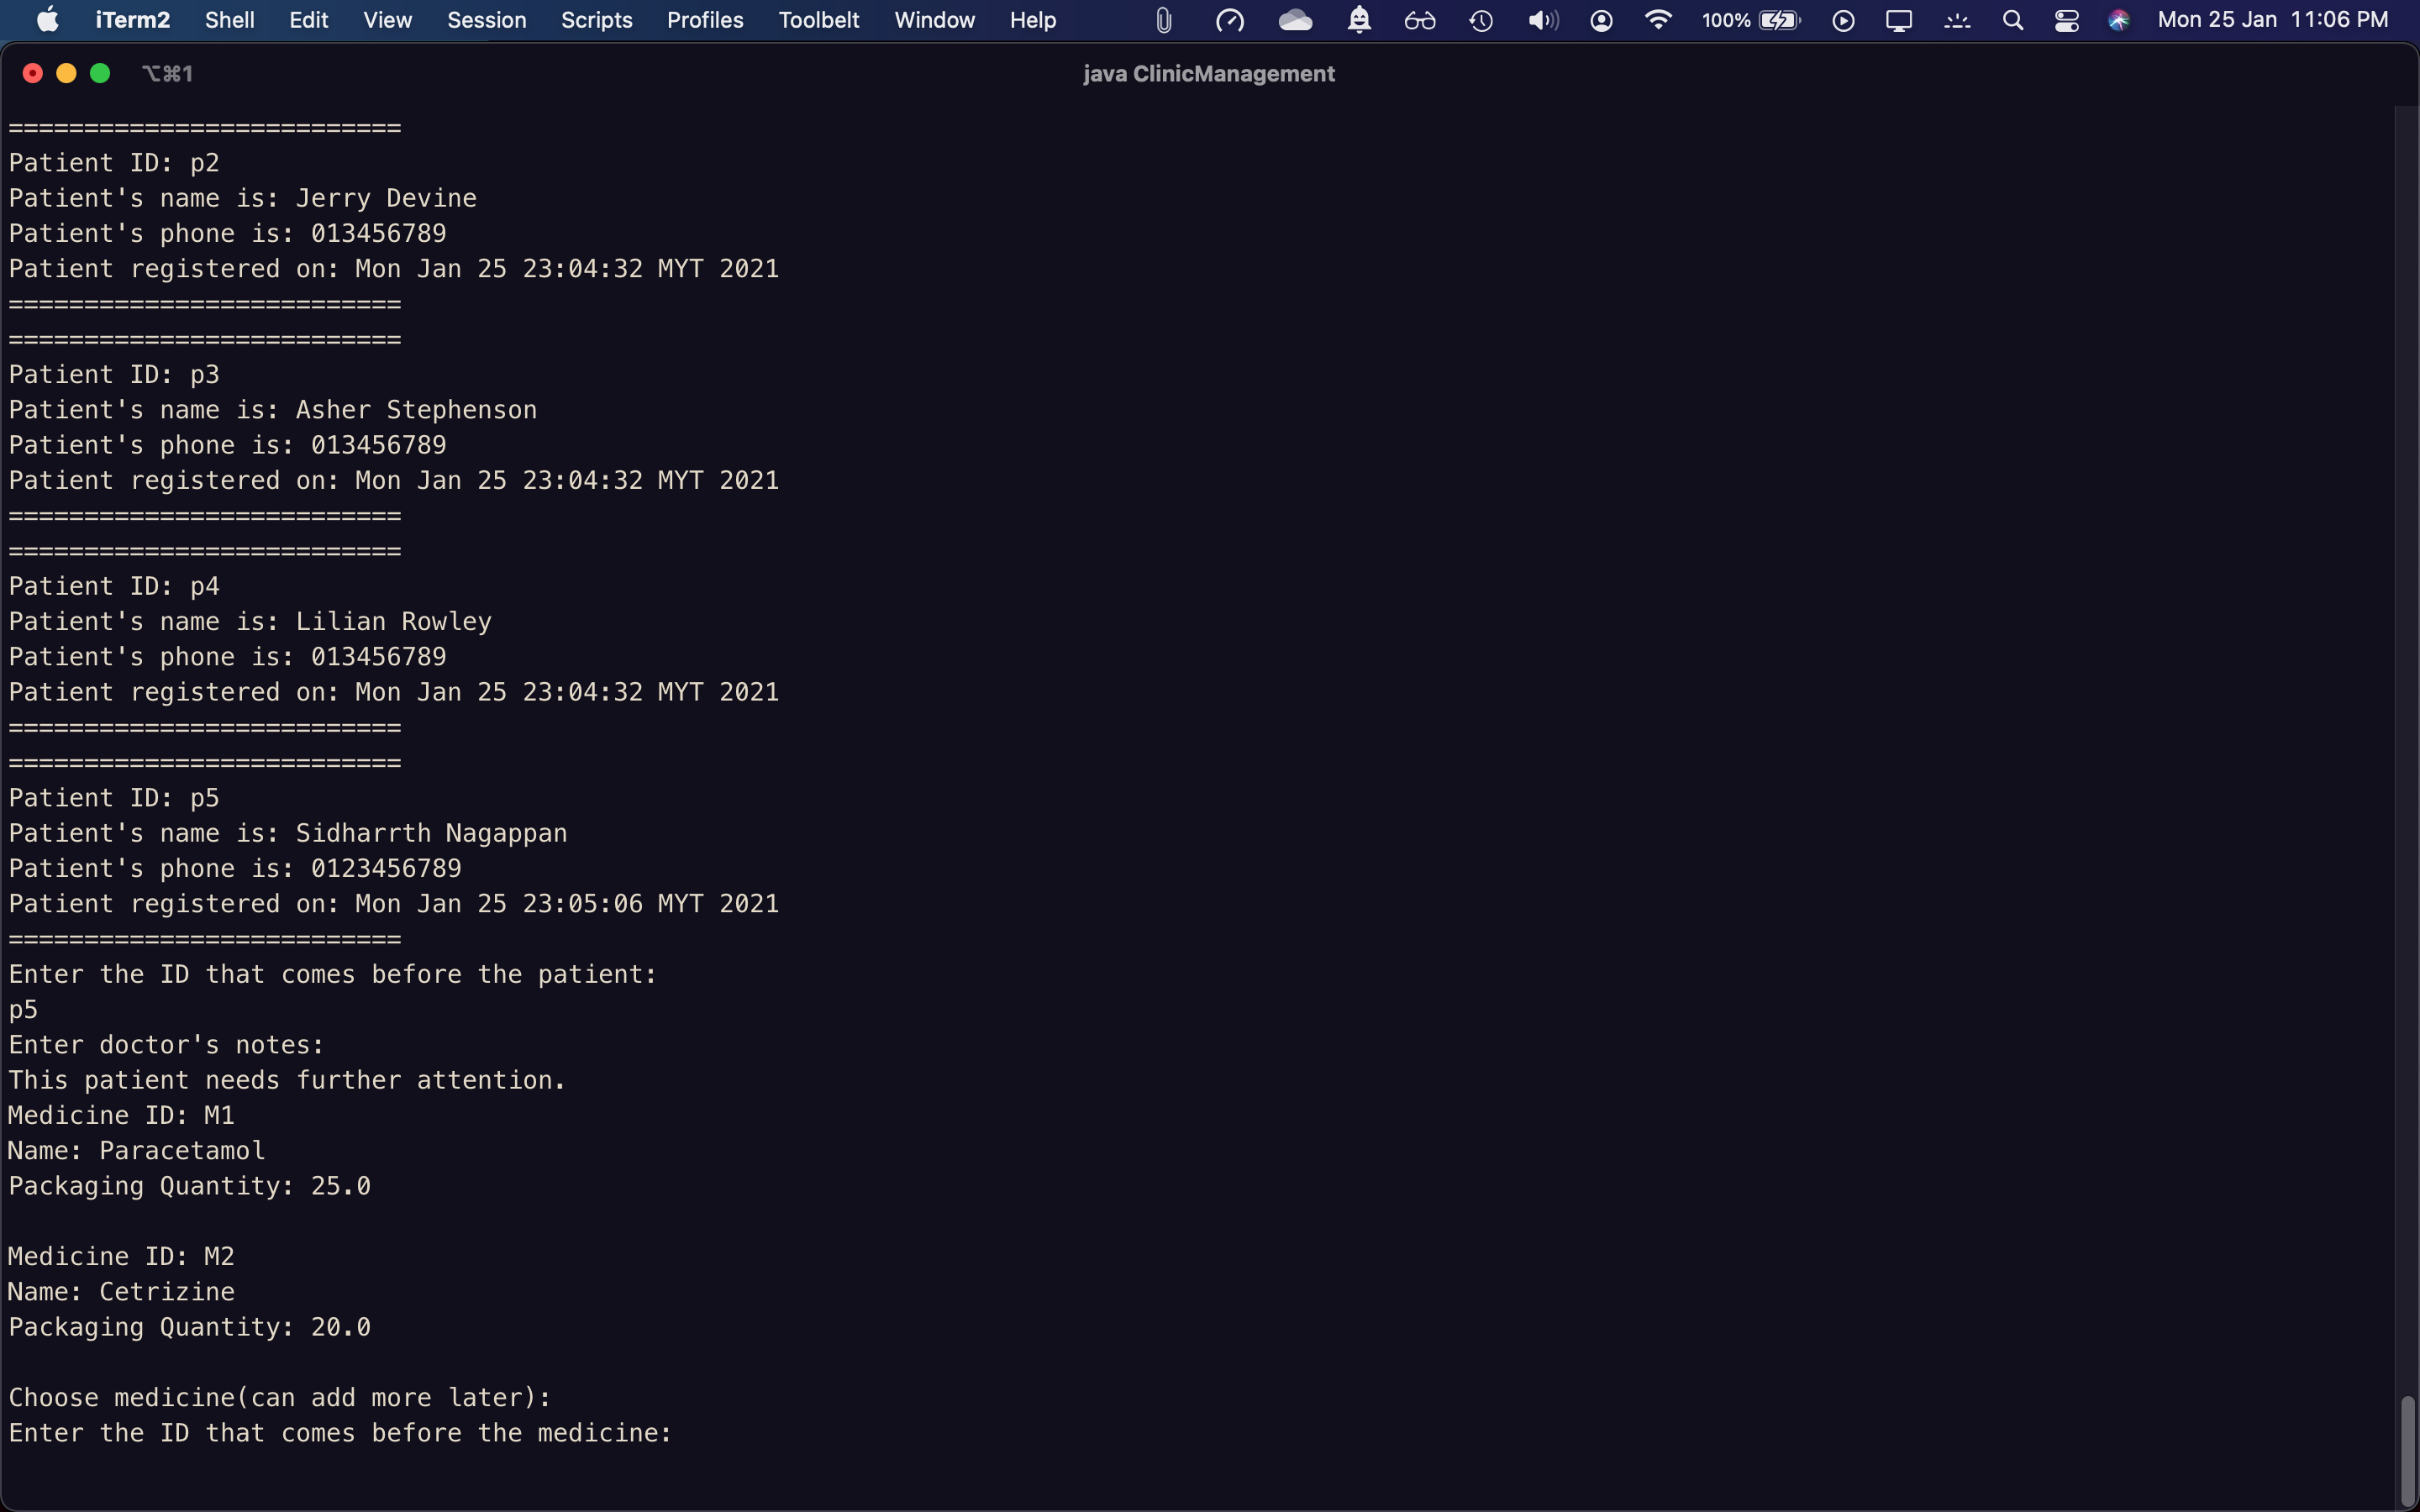 iTerm2 Shell Edit View Session Scripts Profiles Toolbelt Window Help 100% Mon 25 Jan 11:06 PM
⌥⌘1 java ClinicManagement
==========================
Patient ID: p2
Patient's name is: Jerry Devine
Patient's phone is: 013456789
Patient registered on: Mon Jan 25 23:04:32 MYT 2021
==========================
==========================
Patient ID: p3
Patient's name is: Asher Stephenson
Patient's phone is: 013456789
Patient registered on: Mon Jan 25 23:04:32 MYT 2021
==========================
==========================
Patient ID: p4
Patient's name is: Lilian Rowley
Patient's phone is: 013456789
Patient registered on: Mon Jan 25 23:04:32 MYT 2021
==========================
==========================
Patient ID: p5
Patient's name is: Sidharrth Nagappan
Patient's phone is: 0123456789
Patient registered on: Mon Jan 25 23:05:06 MYT 2021
==========================
Enter the ID that comes before the patient:
p5
Enter doctor's notes:
This patient needs further attention.
Medicine ID: M1
Name: Paracetamol
Packaging Quantity: 25.0
Medicine ID: M2
Name: Cetrizine
Packaging Quantity: 20.0
Choose medicine(can add more later):
Enter the ID that comes before the medicine: